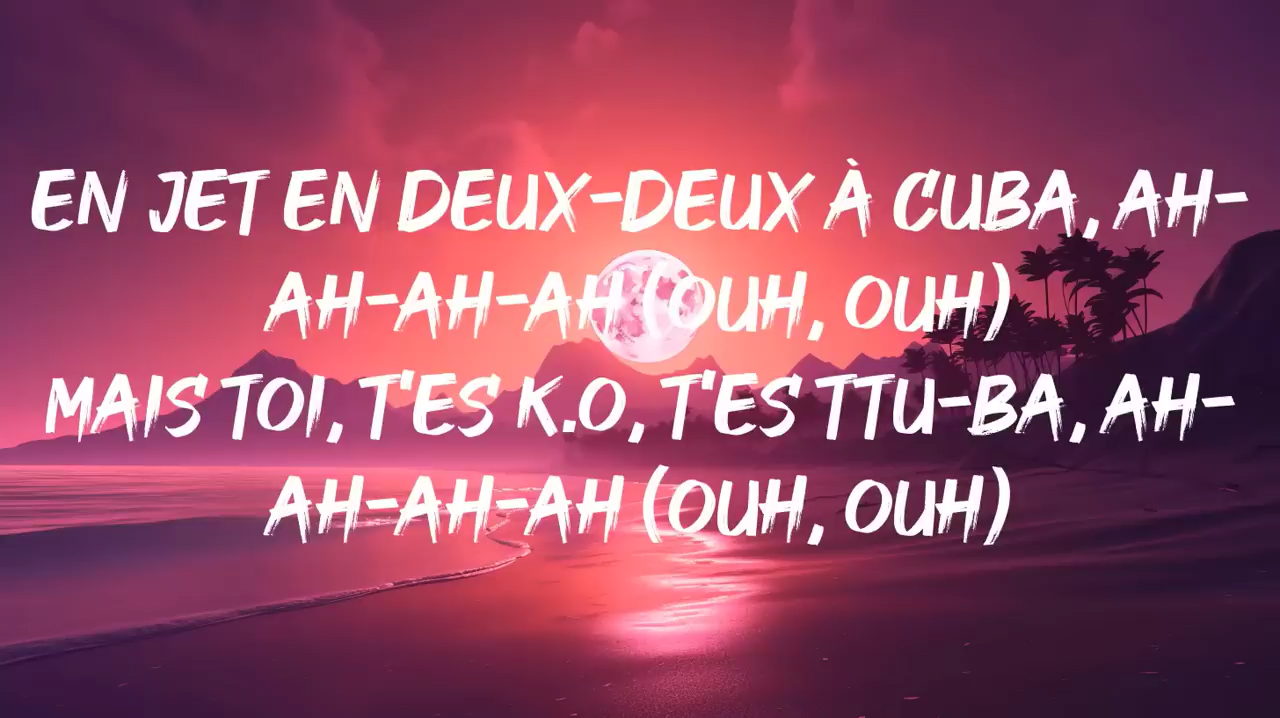 EN JET EN DEUX-DEUX À CUBA, AH-
AH-AH-AH (OUH, OUH)
MAIS TOI, T'ES K.O, T'ES TTU-BA, AH-
AH-AH-AH (OUH, OUH)